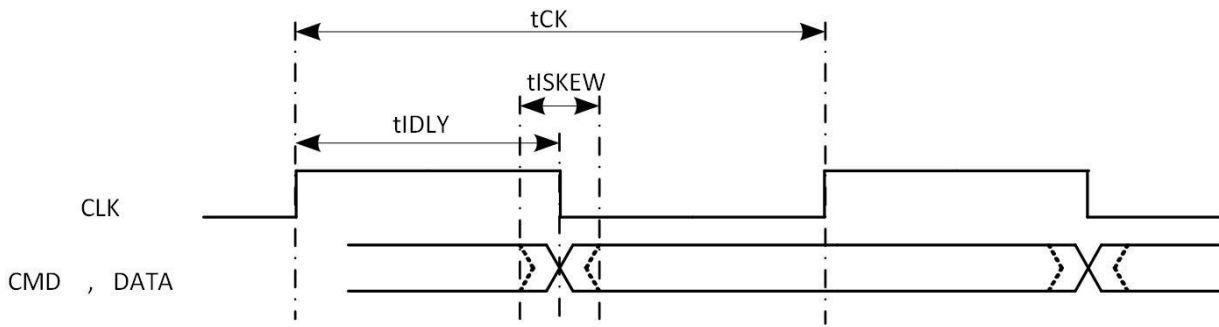 tCK
tISKEW
tIDLY
CLK
CMD , DATA